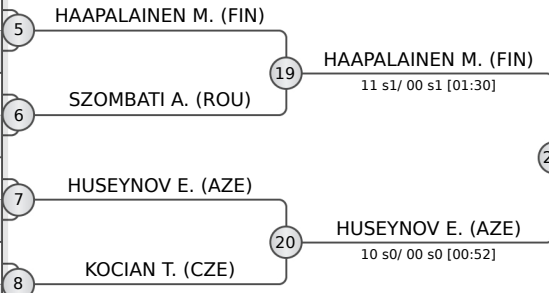 HAAPALAINEN M. (FIN)
5
19
HAAPALAINEN M. (FIN)
11 s1/ 00 s1 [01:30]
SZOMBATI A. (ROU)
6
2
HUSEYNOV E. (AZE)
7
20
HUSEYNOV E. (AZE)
10 s0/ 00 s0 [00:52]
KOCIAN T. (CZE)
8